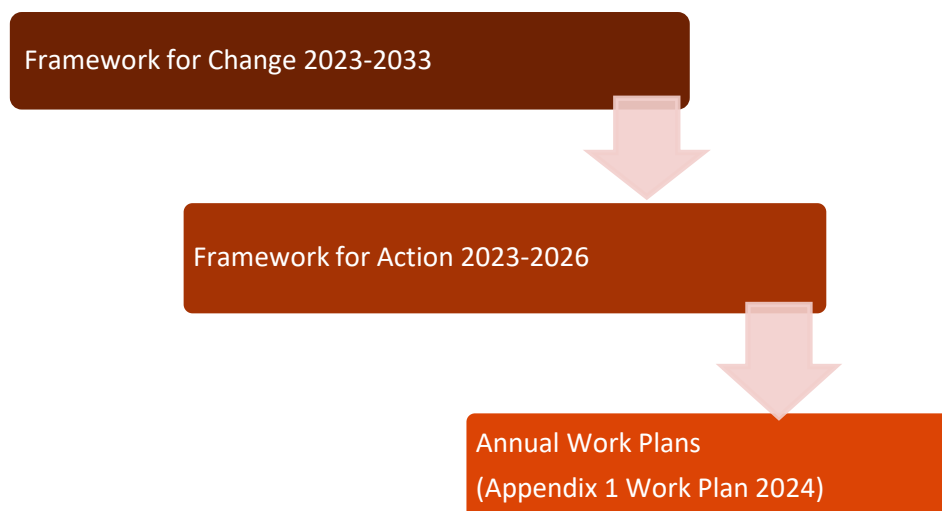 Framework for Change 2023-2033
Framework for Action 2023-2026
Annual Work Plans
(Appendix 1 Work Plan 2024)